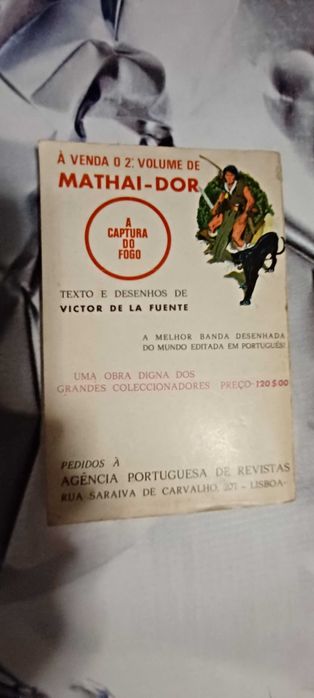 À VENDA O 2.º VOLUME DE
MATHAI-DOR
A
CAPTURA
DO
FOGO
TEXTO E DESENHOS DE
VICTOR DE LA FUENTE
A MELHOR BANDA DESENHADA
DO MUNDO EDITADA EM PORTUGUÊS!
UMA OBRA DIGNA DOS
GRANDES COLECCIONADORES PREÇO-120$00
PEDIDOS À
AGÊNCIA PORTUGUESA DE REVISTAS
RUA SARAIVA DE CARVALHO, 207 - LISBOA-